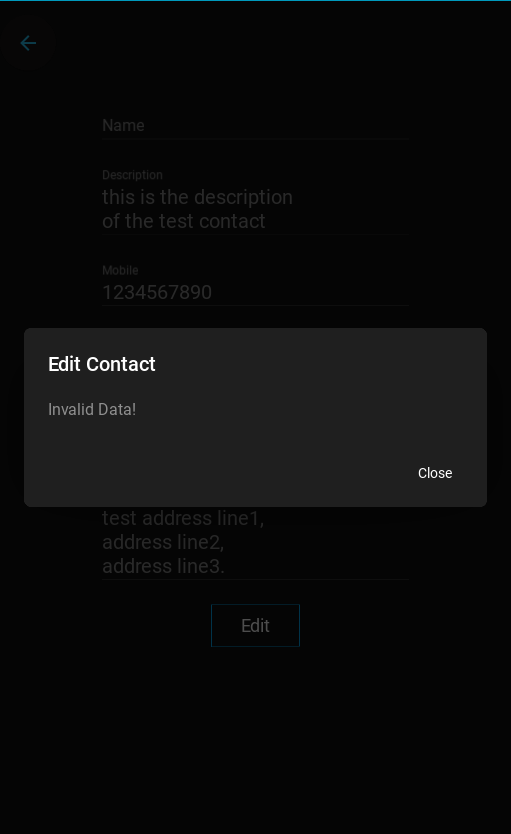 Name
Description
this is the description
of the test contact
Mobile
1234567890
Edit Contact
Invalid Data!
Close
test address line1,
address line2,
address line3.
Edit